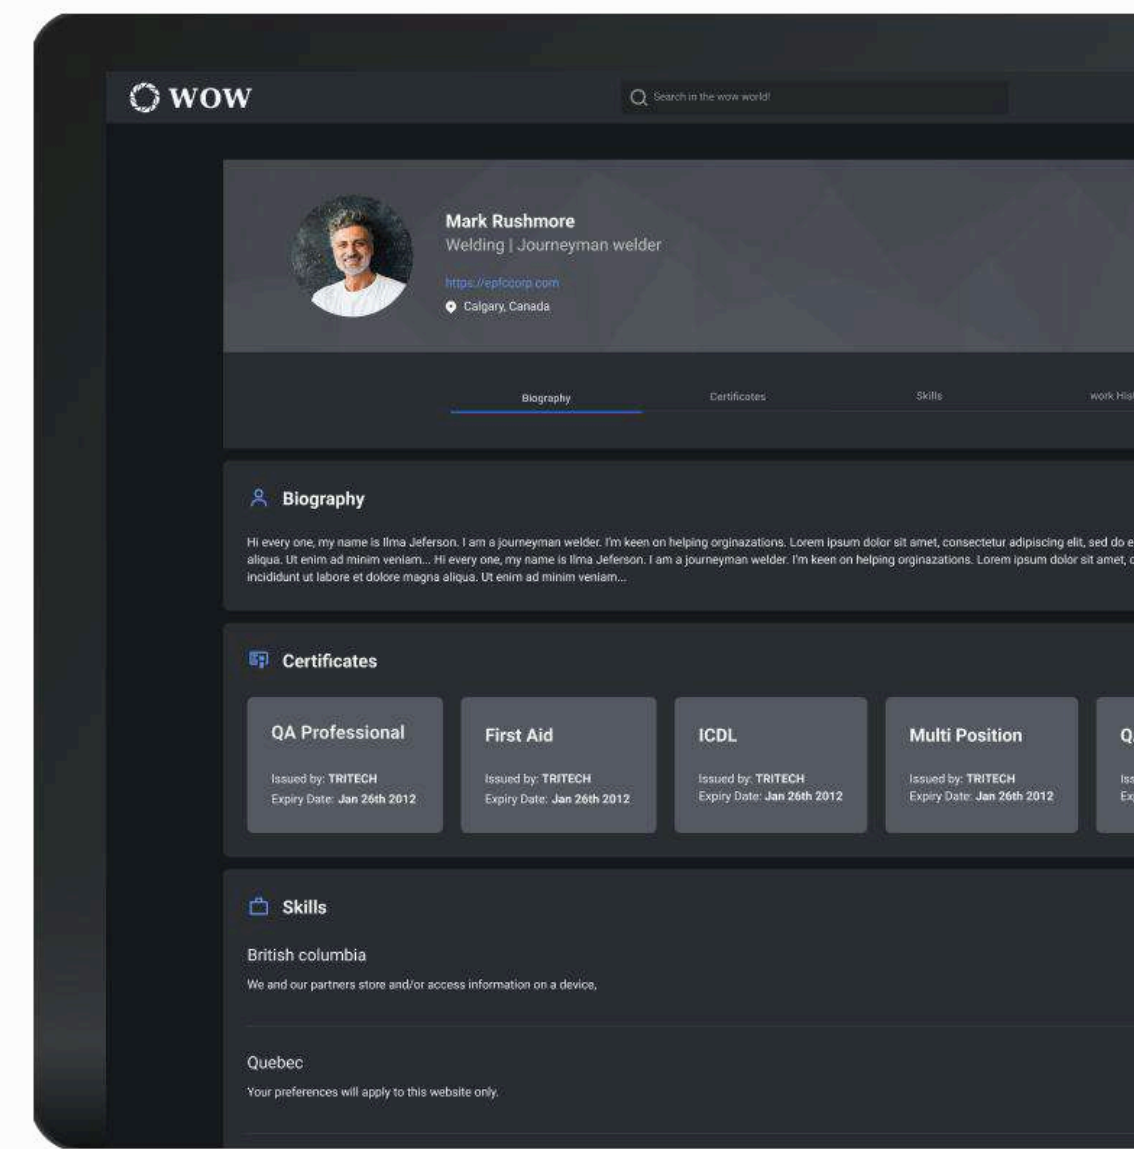 WOW
Search in the wow world!
Mark Rushmore
Welding | Journeyman welder
https://epfccorp.com
Calgary, Canada
Biography Certificates Skills work His
Biography
Hi every one, my name is Ilma Jeferson. I am a journeyman welder. I'm keen on helping orginazations. Lorem ipsum dolor sit amet, consectetur adipiscing elit, sed do e
aliqua. Ut enim ad minim veniam... Hi every one, my name is Ilma Jeferson. I am a journeyman welder. I'm keen on helping orginazations. Lorem ipsum dolor sit amet, c
incididunt ut labore et dolore magna aliqua. Ut enim ad minim veniam...
Certificates
QA Professional
Issued by: TRITECH
Expiry Date: Jan 26th 2012
First Aid
Issued by: TRITECH
Expiry Date: Jan 26th 2012
ICDL
Issued by: TRITECH
Expiry Date: Jan 26th 2012
Multi Position
Issued by: TRITECH
Expiry Date: Jan 26th 2012
Skills
British columbia
We and our partners store and/or access information on a device,
Quebec
Your preferences will apply to this website only.